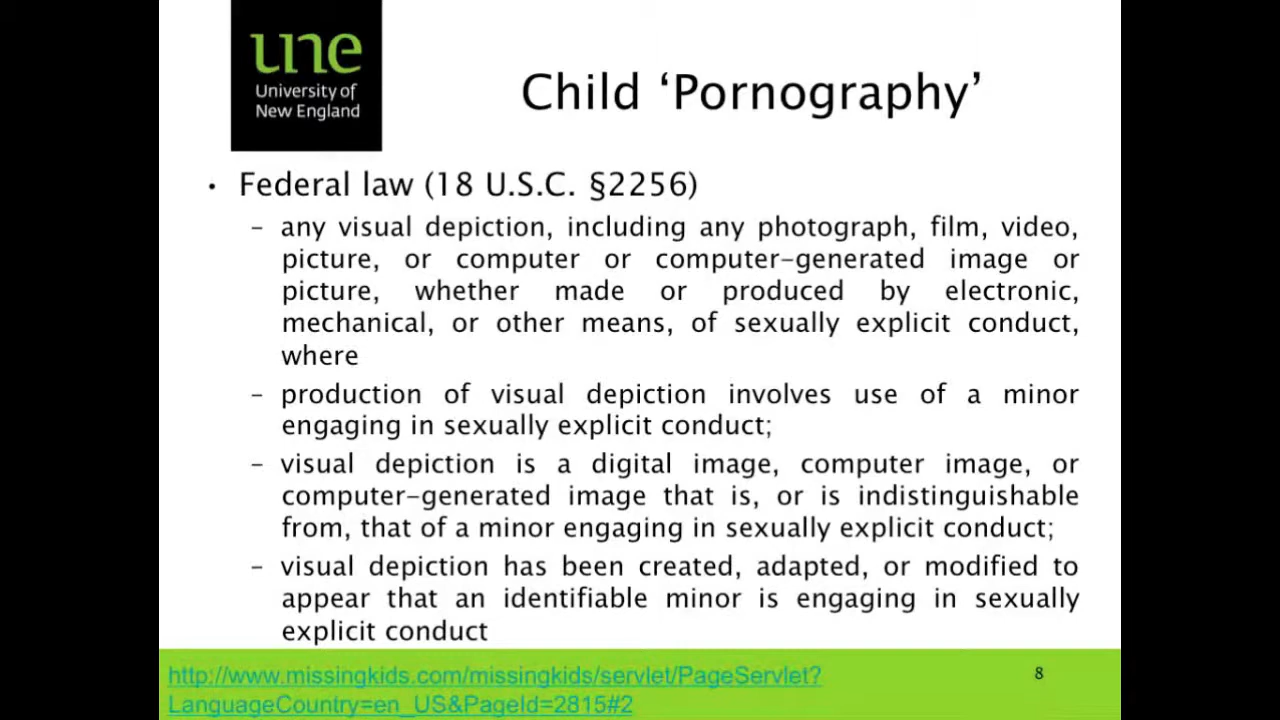 une
University of
New England
Child ‘Pornography’
• Federal law (18 U.S.C. §2256)
– any visual depiction, including any photograph, film, video,
picture, or computer or computer-generated image or
picture, whether made or produced by electronic,
mechanical, or other means, of sexually explicit conduct,
where
– production of visual depiction involves use of a minor
engaging in sexually explicit conduct;
– visual depiction is a digital image, computer image, or
computer-generated image that is, or is indistinguishable
from, that of a minor engaging in sexually explicit conduct;
– visual depiction has been created, adapted, or modified to
appear that an identifiable minor is engaging in sexually
explicit conduct
http://www.missingkids.com/missingkids/servlet/PageServlet?
LanguageCountry=en_US&PageId=2815#2
8